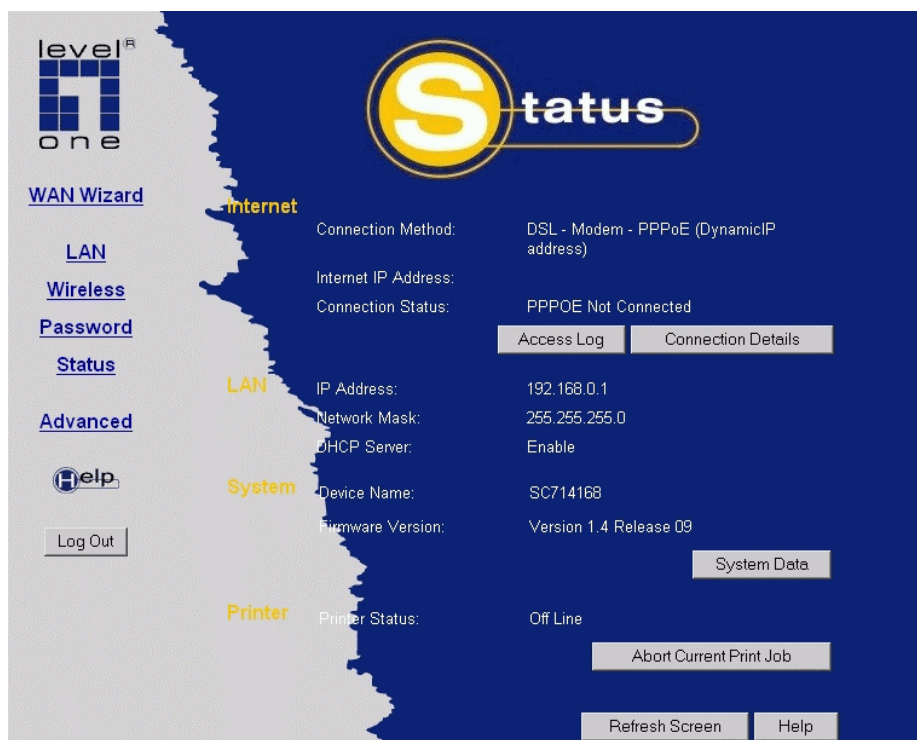 level®
one
Status
WAN Wizard
LAN
Wireless
Password
Status
Advanced
Help
Log Out
Internet
Connection Method: DSL - Modem - PPPoE (DynamicIP
address)
Internet IP Address:
Connection Status: PPPOE Not Connected
Access Log Connection Details
LAN
IP Address: 192.168.0.1
Network Mask: 255.255.255.0
DHCP Server: Enable
System
Device Name: SC714168
Firmware Version: Version 1.4 Release 09
System Data
Printer
Printer Status: Off Line
Abort Current Print Job
Refresh Screen Help